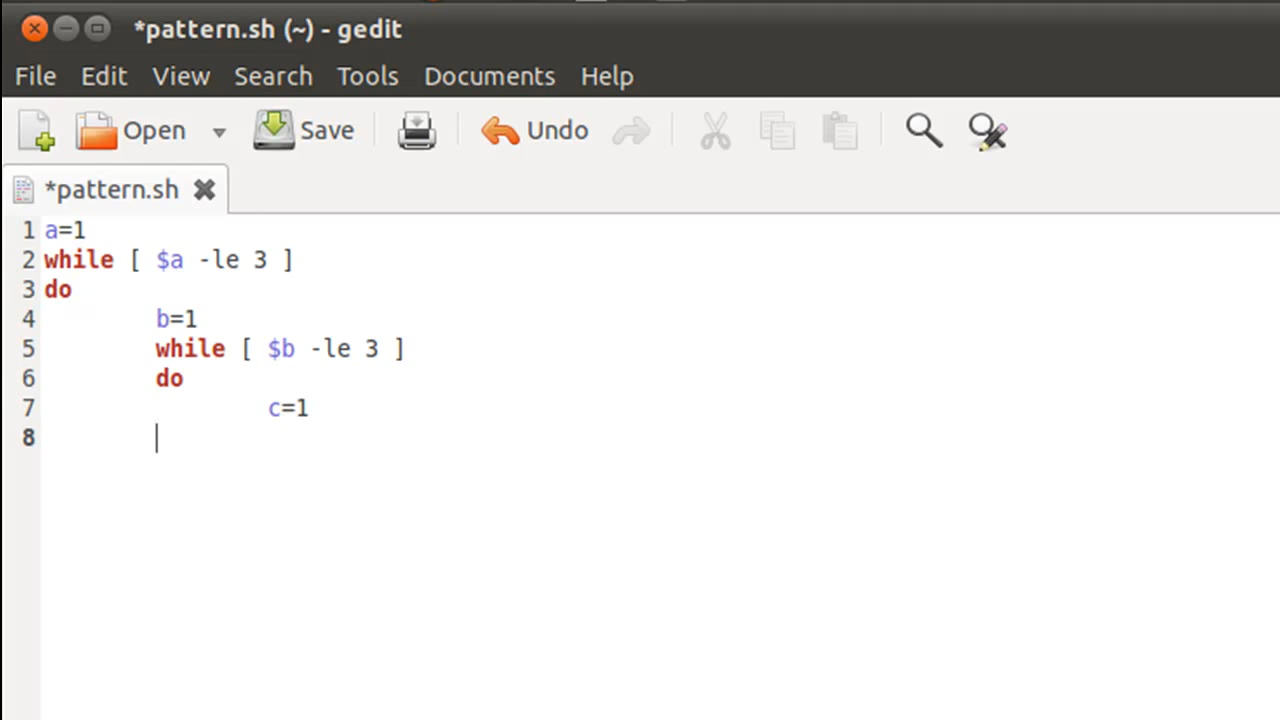 *pattern.sh (~) - gedit
File Edit View Search Tools Documents Help
Open Save Undo
*pattern.sh
1 a=1
2 while [ $a -le 3 ]
3 do
4 b=1
5 while [ $b -le 3 ]
6 do
7 c=1
8